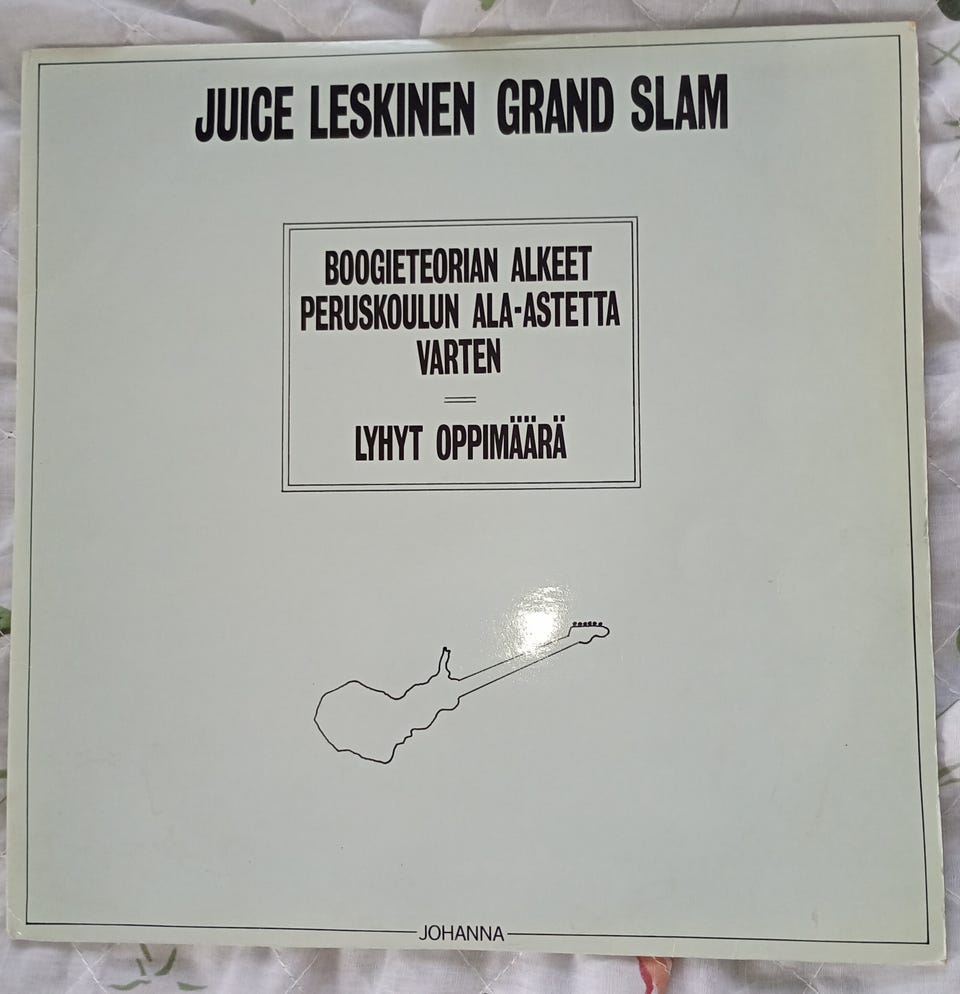 JUICE LESKINEN GRAND SLAM
BOOGIETEORIAN ALKEET
PERUSKOULUN ALA-ASTETTA
VARTEN
LYHYT OPPIMÄÄRÄ
JOHANNA